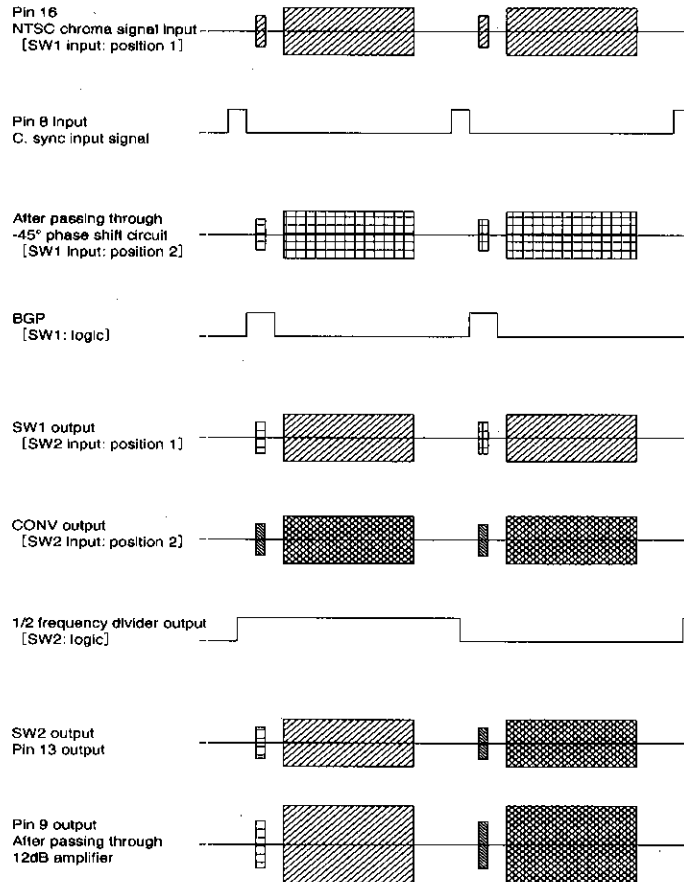 Pin 16
NTSC chroma signal input
[SW1 input: position 1]
Pin 8 Input
C. sync input signal
After passing through
-45° phase shift circuit
[SW1 Input: position 2]
BGP
[SW1: logic]
SW1 output
[SW2 input: position 1]
CONV output
[SW2 Input: position 2]
1/2 frequency divider output
[SW2: logic]
SW2 output
Pin 13 output
Pin 9 output
After passing through
12dB amplifier